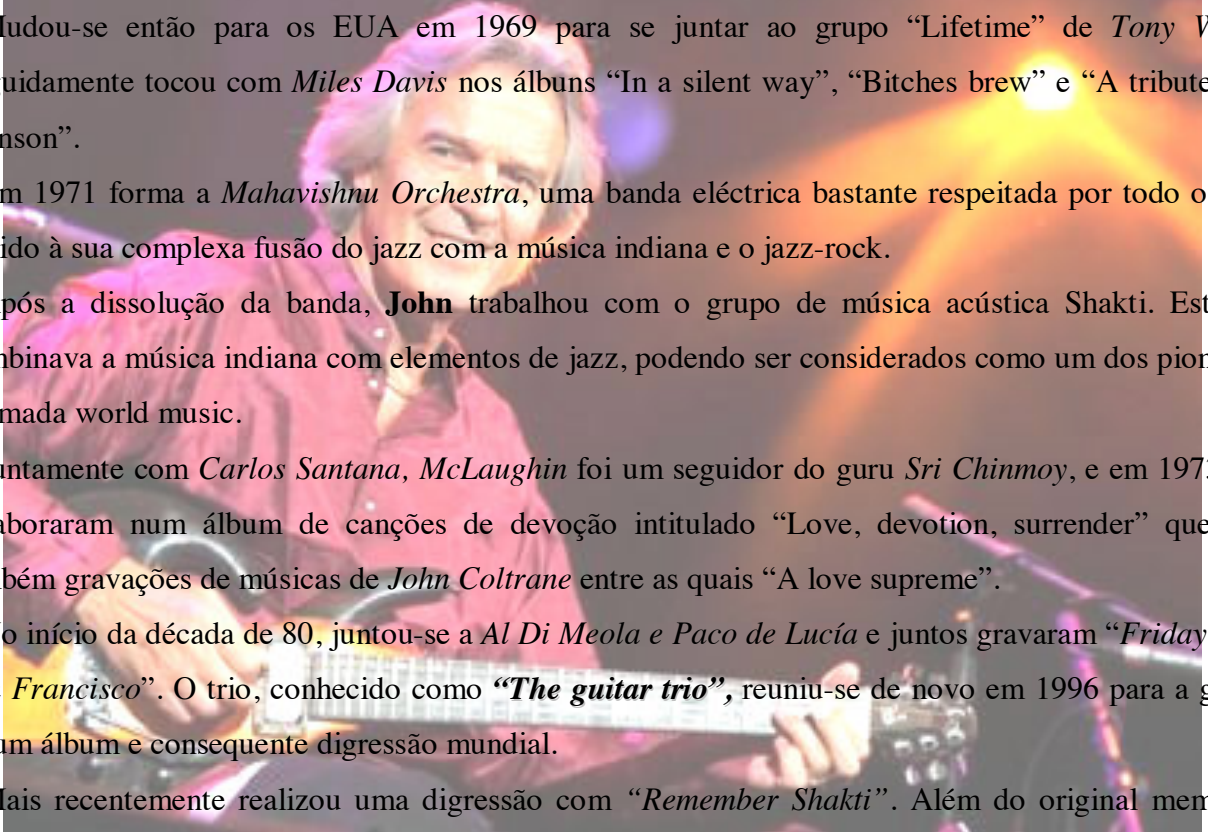 udou-se então para os EUA em 1969 para se juntar ao grupo “Lifetime” de Tony
uidamente tocou com Miles Davis nos álbuns “In a silent way”, “Bitches brew” e “A tribute
nson”.
m 1971 forma a Mahavishnu Orchestra, uma banda eléctrica bastante respeitada por todo o
ido à sua complexa fusão do jazz com a música indiana e o jazz-rock.
pós a dissolução da banda, John trabalhou com o grupo de música acústica Shakti. Est
binava a música indiana com elementos de jazz, podendo ser considerados como um dos pion
mada world music.
untamente com Carlos Santana, McLaughin foi um seguidor do guru Sri Chinmoy, e em 197
aboraram num álbum de canções de devoção intitulado “Love, devotion, surrender” que
bém gravações de músicas de John Coltrane entre as quais “A love supreme”.
o início da década de 80, juntou-se a Al Di Meola e Paco de Lucía e juntos gravaram “Friday
Francisco”. O trio, conhecido como “The guitar trio”, reuniu-se de novo em 1996 para a g
um álbum e consequente digressão mundial.
ais recentemente realizou uma digressão com “Remember Shakti”. Além do original mem